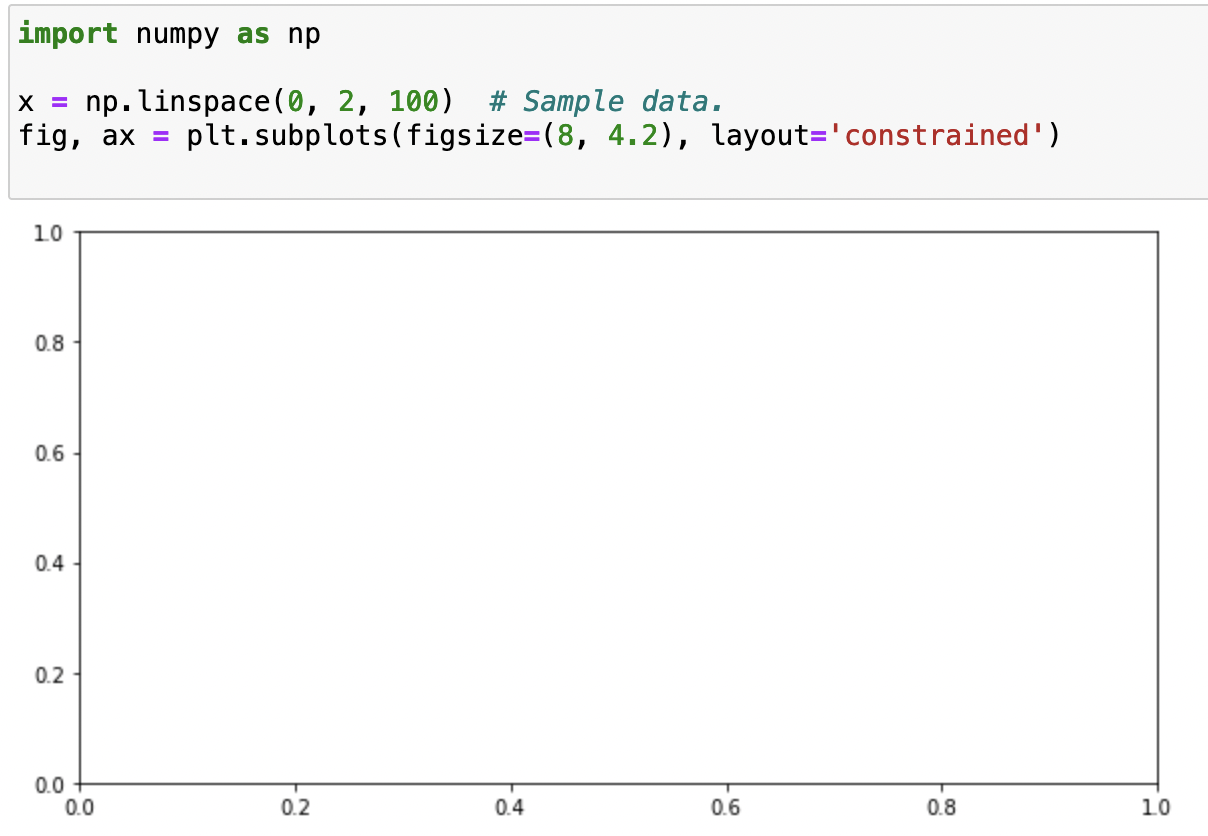 import numpy as np
x = np.linspace(0, 2, 100)  # Sample data.
fig, ax = plt.subplots(figsize=(8, 4.2), layout='constrained')
1.0
0.8
0.6
0.4
0.2
0.0
0.0 0.2 0.4 0.6 0.8 1.0